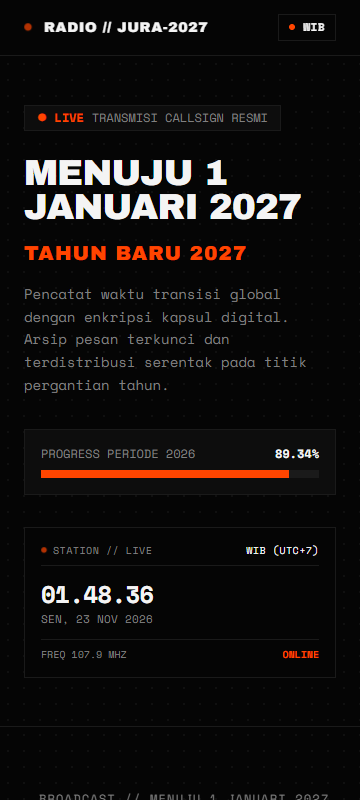 RADIO // JURA-2027
WIB
LIVE TRANSMISI CALLSIGN RESMI
MENUJU 1
JANUARI 2027
TAHUN BARU 2027
Pencatat waktu transisi global
dengan enkripsi kapsul digital.
Arsip pesan terkunci dan
terdistribusi serentak pada titik
pergantian tahun.
PROGRESS PERIODE 2026 89.34%
STATION // LIVE WIB (UTC+7)
01.48.36
SEN, 23 NOV 2026
FREQ 107.9 MHZ ONLINE
BROADCAST // MENUJU 1 JANUARI 2027